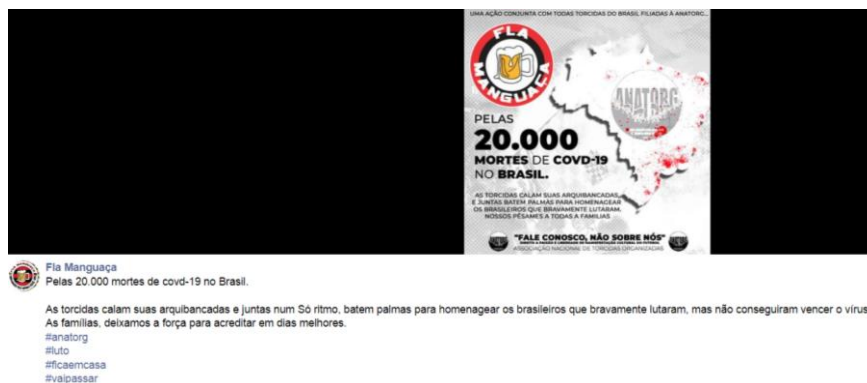 UMA AÇÃO CONJUNTA COM TODAS TORCIDAS DO BRASIL FILIADAS À ANATORG...
FLA
MANGUAÇA
ANATORG
PELAS
20.000
MORTES DE COVD-19
NO BRASIL.
AS TORCIDAS CALAM SUAS ARQUIBANCADAS,
E JUNTAS BATEM PALMAS PARA HOMENAGEAR
OS BRASILEIROS QUE BRAVAMENTE LUTARAM,
NOSSOS PÊSAMES A TODAS A FAMILIAS
"FALE CONOSCO, NÃO SOBRE NÓS"
ASSOCIAÇÃO NACIONAL DE TORCIDAS ORGANIZADAS
Fla Manguaça
Pelas 20.000 mortes de covd-19 no Brasil.
As torcidas calam suas arquibancadas e juntas num Só ritmo, batem palmas para homenagear os brasileiros que bravamente lutaram, mas não conseguiram vencer o vírus
As famílias, deixamos a força para acreditar em dias melhores.
#anatorg
#luto
#ficaemcasa
#vaipassar